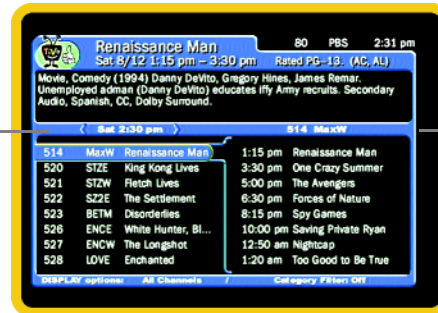 TiVo
Renaissance Man 80 PBS 2:31 pm
Sat 8/12 1:15 pm – 3:30 pm Rated PG-13. (AC, AL)
Movie, Comedy (1994) Danny DeVito, Gregory Hines, James Remar.
Unemployed adman (Danny DeVito) educates iffy Army recruits. Secondary
Audio, Spanish, CC, Dolby Surround.
Sat 2:30 pm 514 MaxW
514 MaxW Renaissance Man 1:15 pm Renaissance Man
520 STZE King Kong Lives 3:30 pm One Crazy Summer
521 STZW Fletch Lives 5:00 pm The Avengers
522 SZ2E The Settlement 6:30 pm Forces of Nature
523 BETM Disorderlies 8:15 pm Spy Games
526 ENCE White Hunter, Bl... 10:00 pm Saving Private Ryan
527 ENCW The Longshot 12:50 am Nightcap
528 LOVE Enchanted 1:20 am Too Good to Be True
DISPLAY options: All Channels / Category Filter: Off